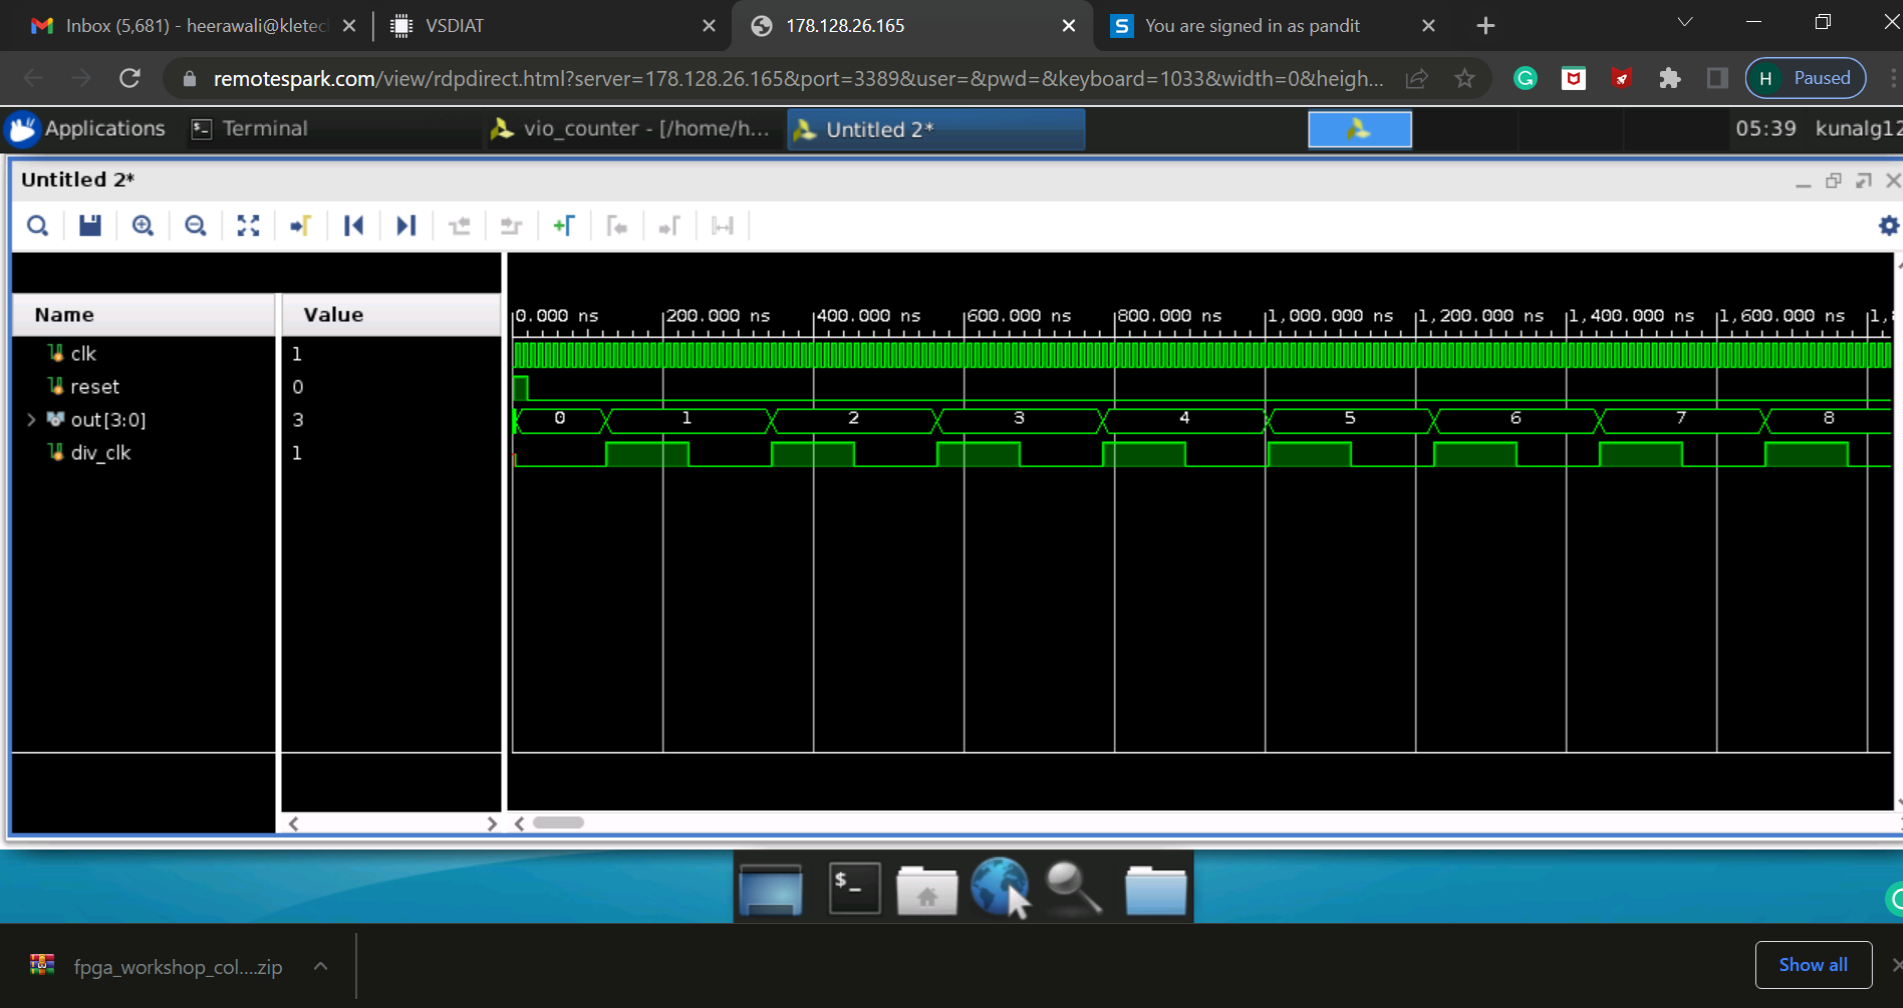 Inbox (5,681) - heerawali@kletec
VSDIAT
178.128.26.165
You are signed in as pandit
remotespark.com/view/rdpdirect.html?server=178.128.26.165&port=3389&user=&pwd=&keyboard=1033&width=0&heigh...
H Paused
Applications
Terminal
vio_counter - [/home/h...
Untitled 2*
05:39
kunalg12
Untitled 2*
Name
Value
0.000 ns 200.000 ns 400.000 ns 600.000 ns 800.000 ns 1,000.000 ns 1,200.000 ns 1,400.000 ns 1,600.000 ns 1,
clk 1
reset 0
out[3:0] 3 0 1 2 3 4 5 6 7 8
div_clk 1
$_
fpga_workshop_col....zip
Show all